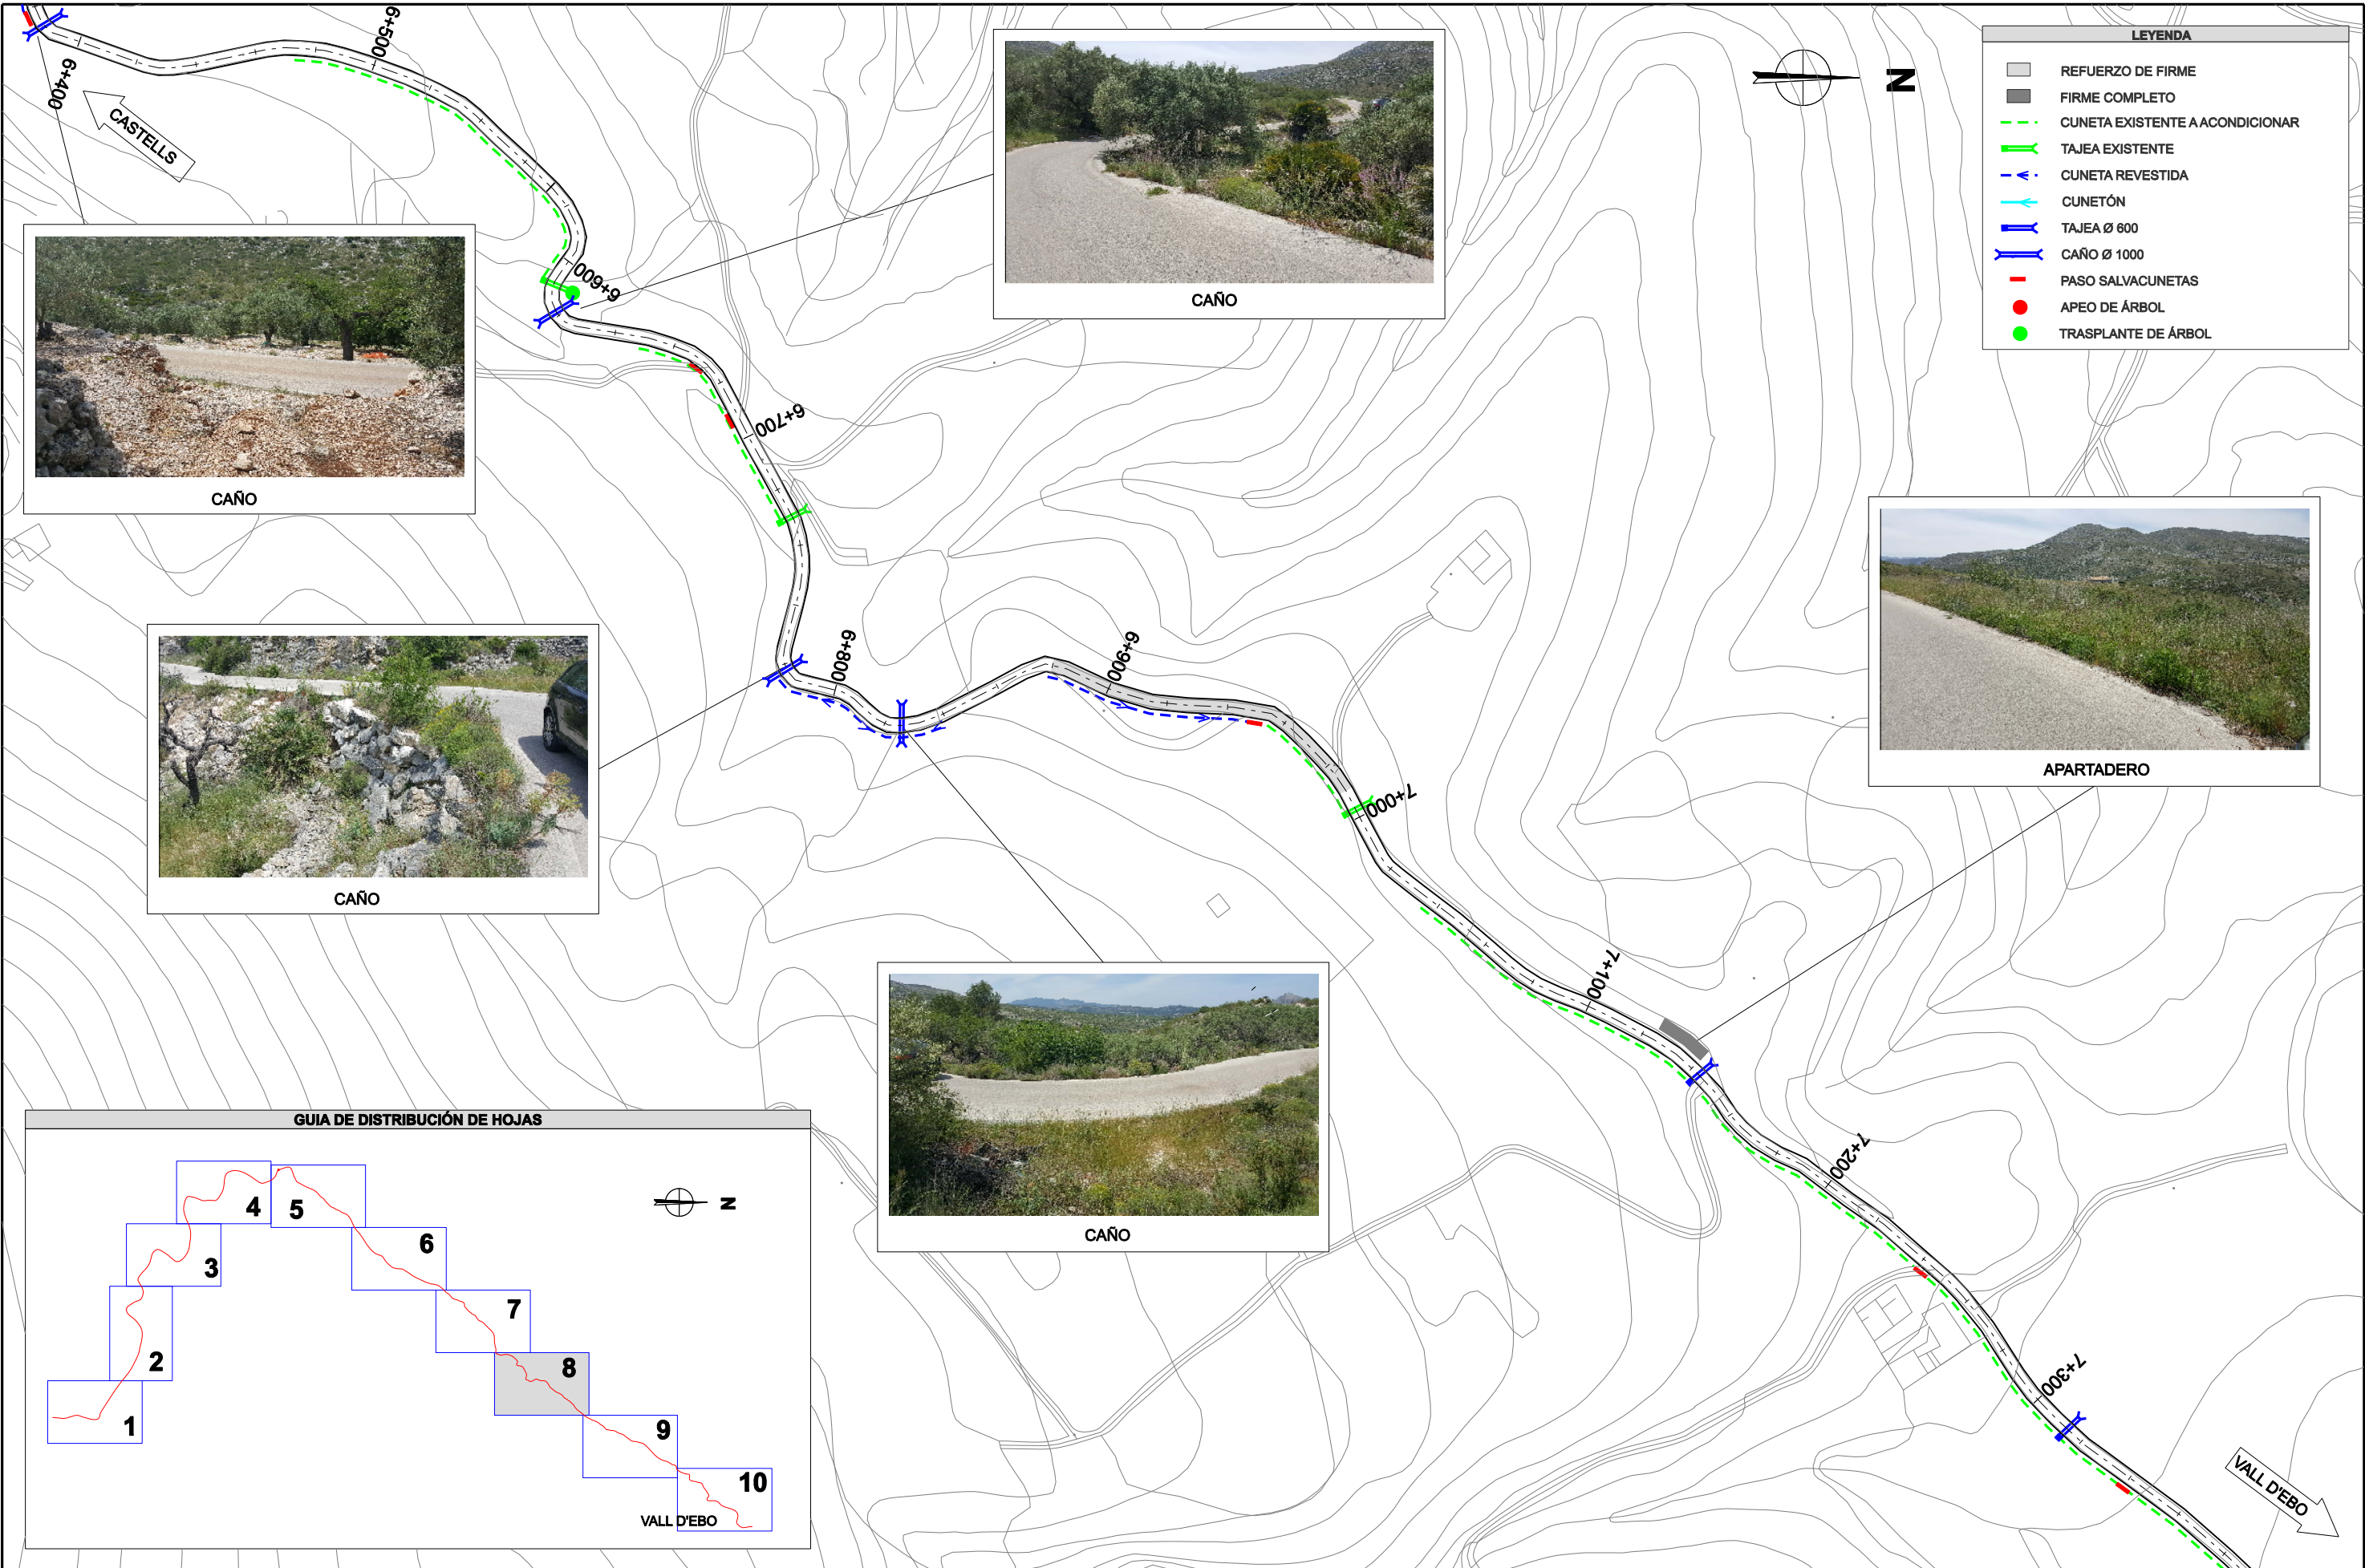 6+400
6+500
CASTELLS
6+600
6+700
6+800
6+900
7+000
7+100
7+200
7+300
VALL D'EBO
CAÑO
CAÑO
CAÑO
CAÑO
APARTADERO
N
LEYENDA
REFUERZO DE FIRME
FIRME COMPLETO
CUNETA EXISTENTE A ACONDICIONAR
TAJEA EXISTENTE
CUNETA REVESTIDA
CUNETÓN
TAJEA Ø 600
CAÑO Ø 1000
PASO SALVACUNETAS
APEO DE ÁRBOL
TRASPLANTE DE ÁRBOL
GUIA DE DISTRIBUCIÓN DE HOJAS
1
2
3
4
5
6
7
8
9
10
N
VALL D'EBO